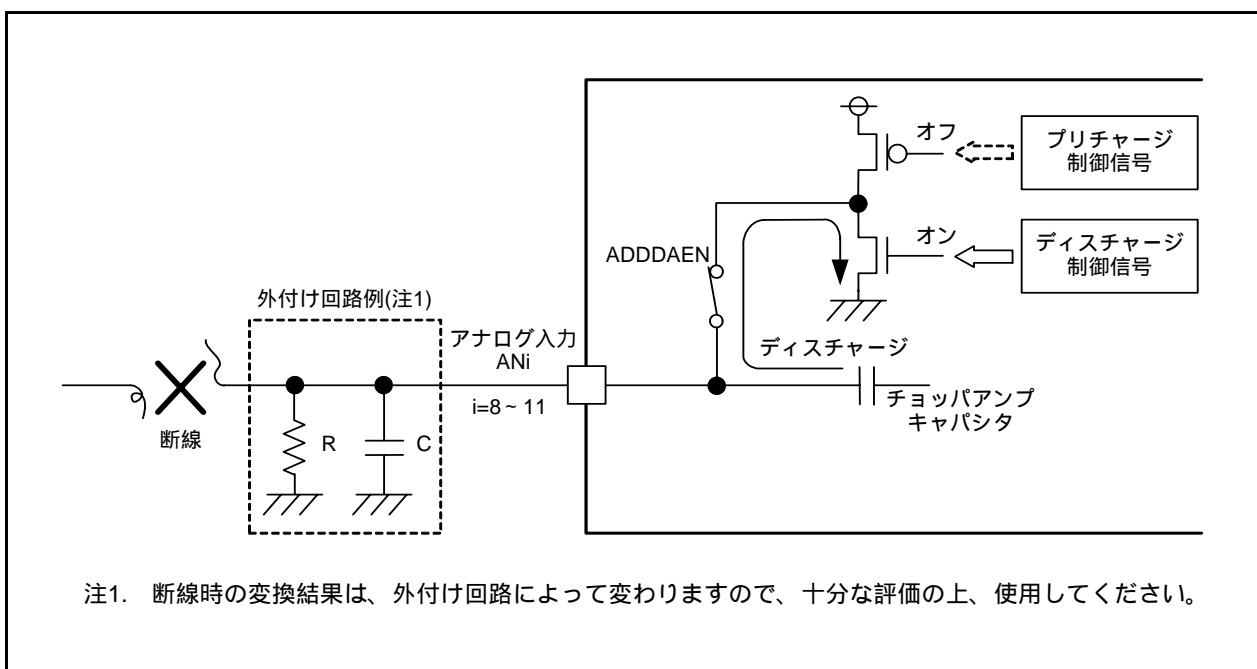 オフ
プリチャージ
制御信号
オン
ディスチャージ
制御信号
ADDDAEN
外付け回路例(注1)
アナログ入力
ANi
i=8～11
ディスチャージ
チョッパアンプ
キャパシタ
断線
R
C
注1. 断線時の変換結果は、外付け回路によって変わりますので、十分な評価の上、使用してください。